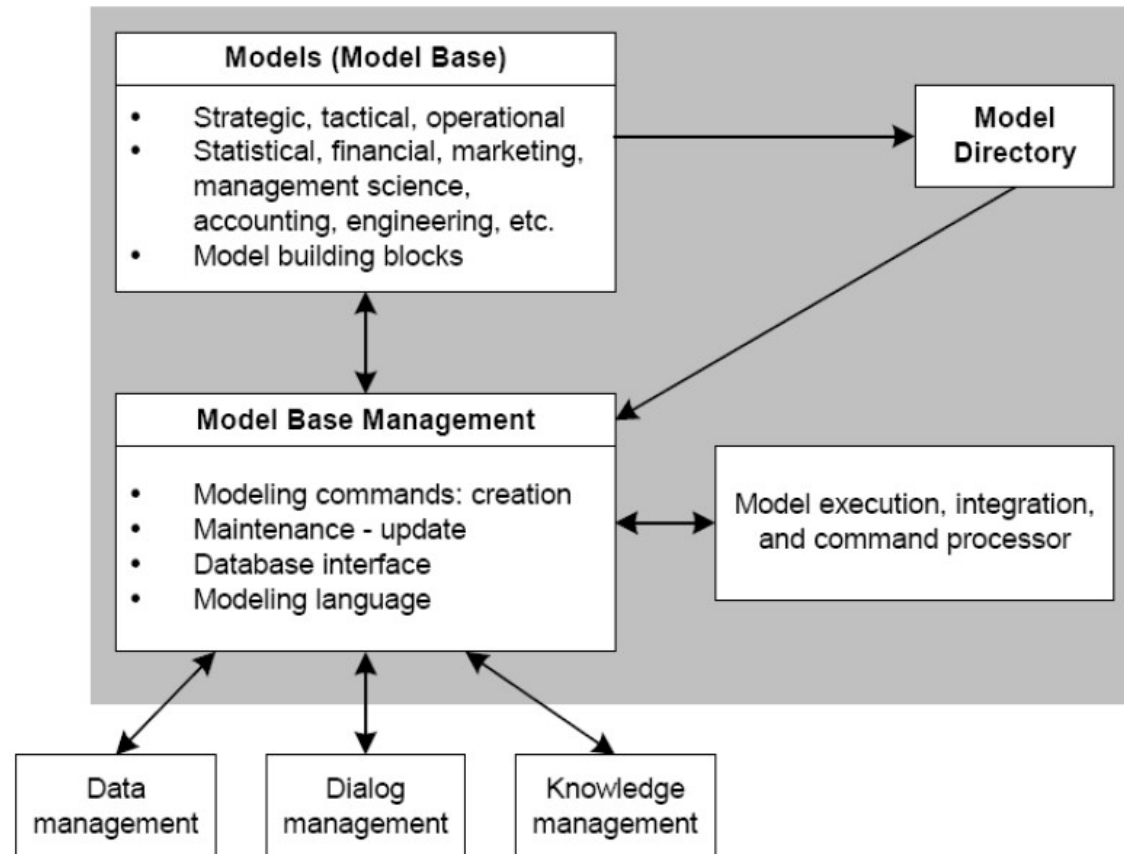 Models (Model Base)
• Strategic, tactical, operational
• Statistical, financial, marketing,
management science,
accounting, engineering, etc.
• Model building blocks
Model
Directory
Model Base Management
• Modeling commands: creation
• Maintenance - update
• Database interface
• Modeling language
Model execution, integration,
and command processor
Data
management
Dialog
management
Knowledge
management